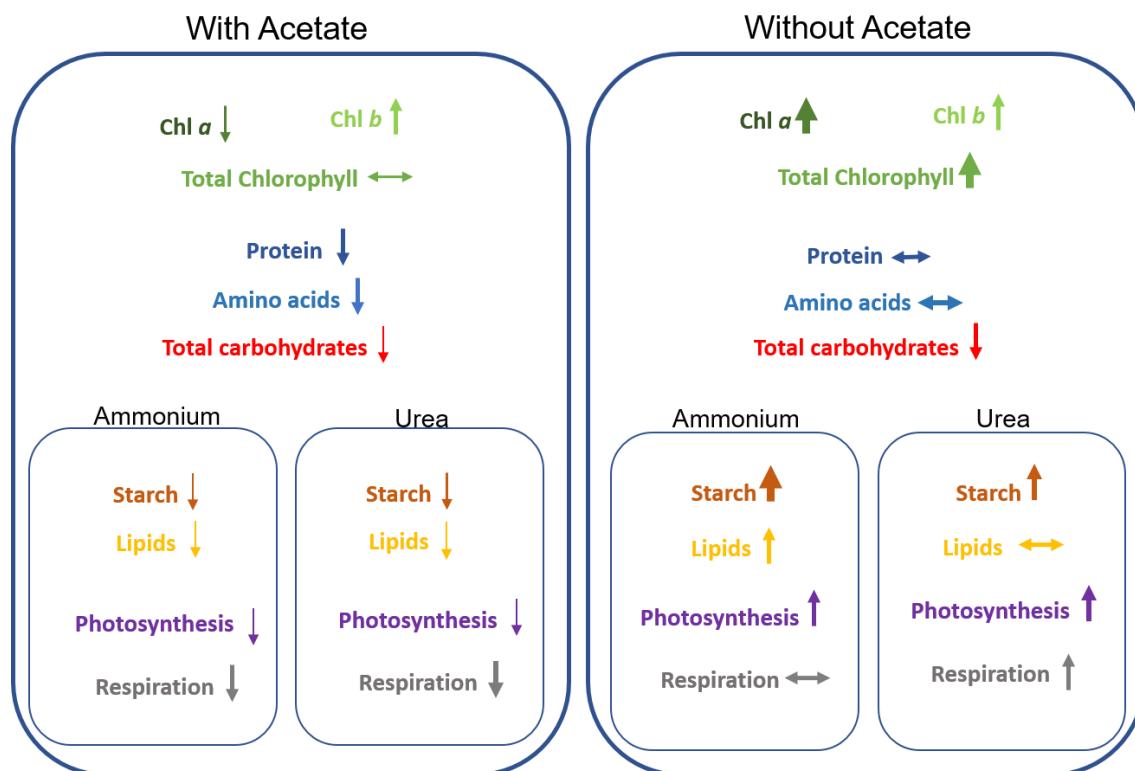 With Acetate
Chl a
Chl b
Total Chlorophyll
Protein
Amino acids
Total carbohydrates
Ammonium
Starch
Lipids
Photosynthesis
Respiration
Urea
Starch
Lipids
Photosynthesis
Respiration
Without Acetate
Chl a
Chl b
Total Chlorophyll
Protein
Amino acids
Total carbohydrates
Ammonium
Starch
Lipids
Photosynthesis
Respiration
Urea
Starch
Lipids
Photosynthesis
Respiration